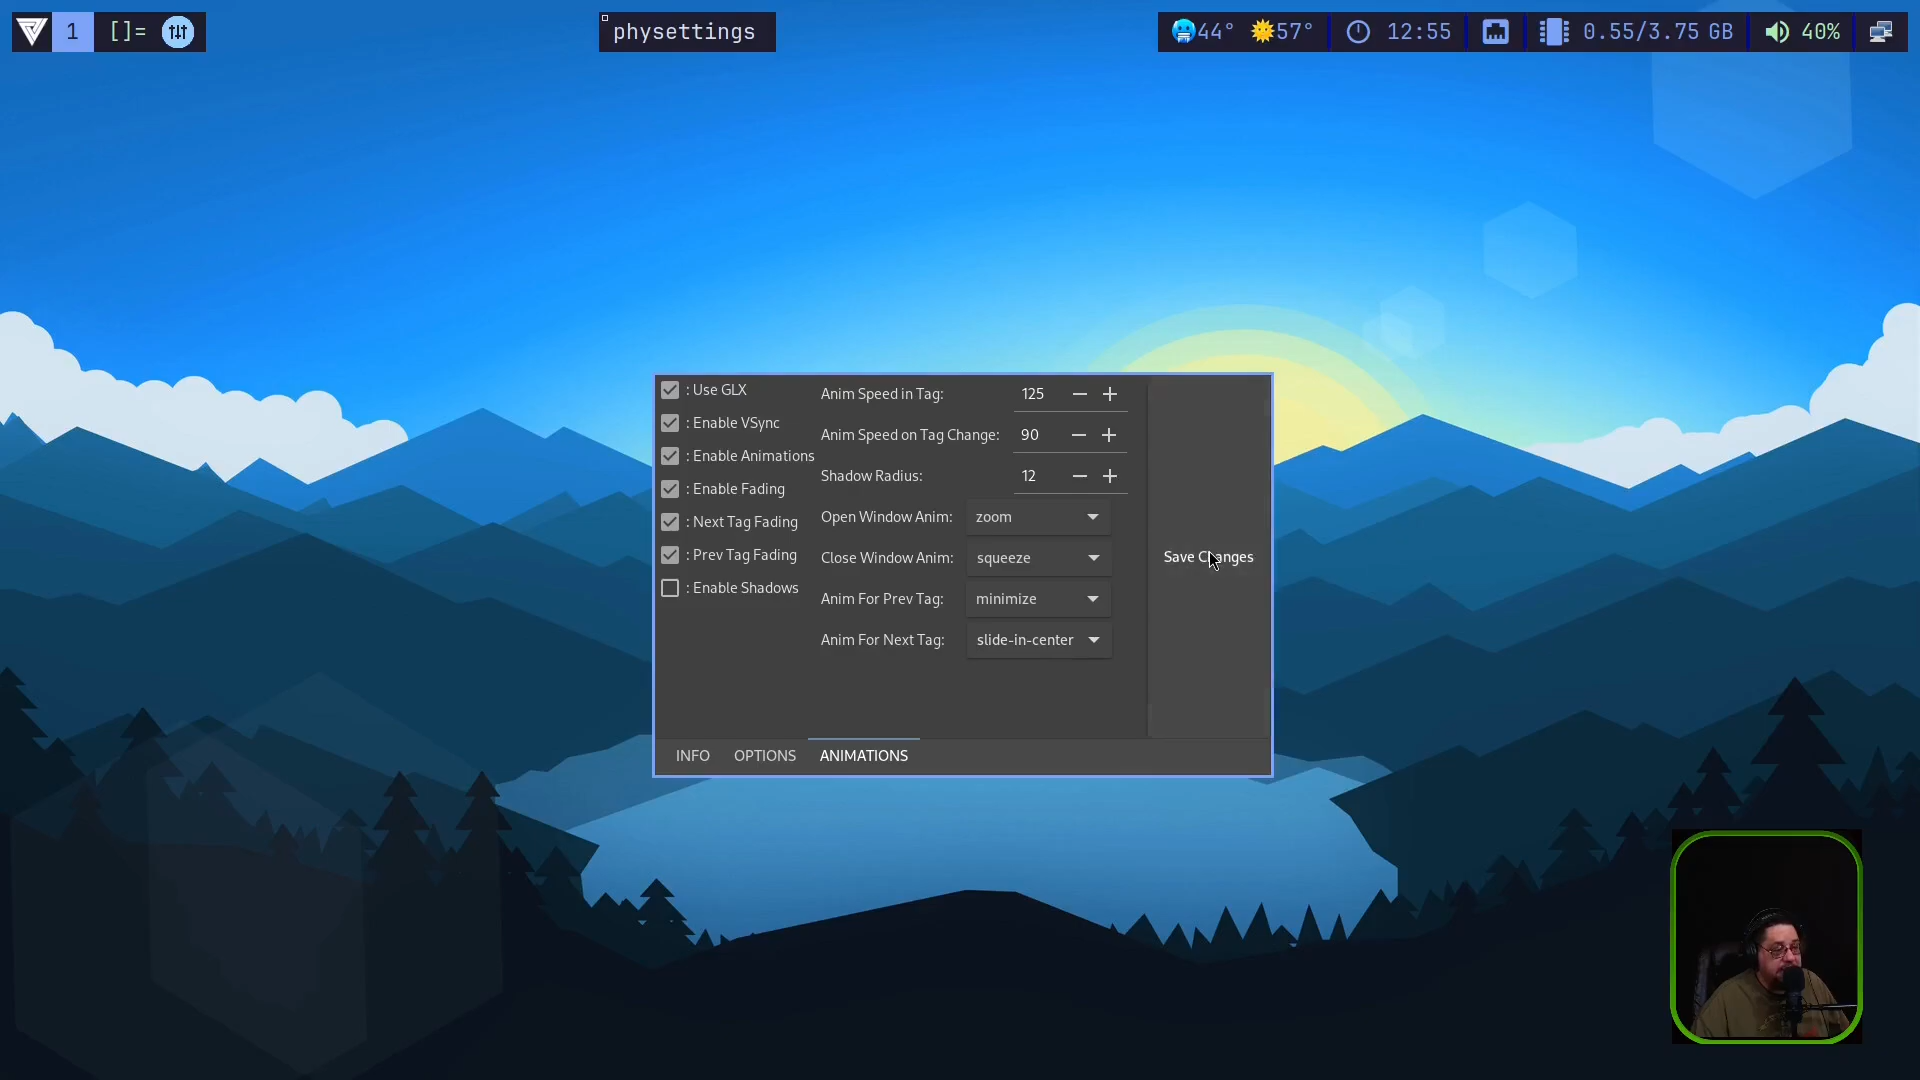 1 []= physettings 44° 57° 12:55 0.55/3.75 GB 40%
: Use GLX
: Enable VSync
: Enable Animations
: Enable Fading
: Next Tag Fading
: Prev Tag Fading
: Enable Shadows
Anim Speed in Tag: 125 − +
Anim Speed on Tag Change: 90 − +
Shadow Radius: 12 − +
Open Window Anim: zoom
Close Window Anim: squeeze
Anim For Prev Tag: minimize
Anim For Next Tag: slide-in-center
Save Changes
INFO OPTIONS ANIMATIONS